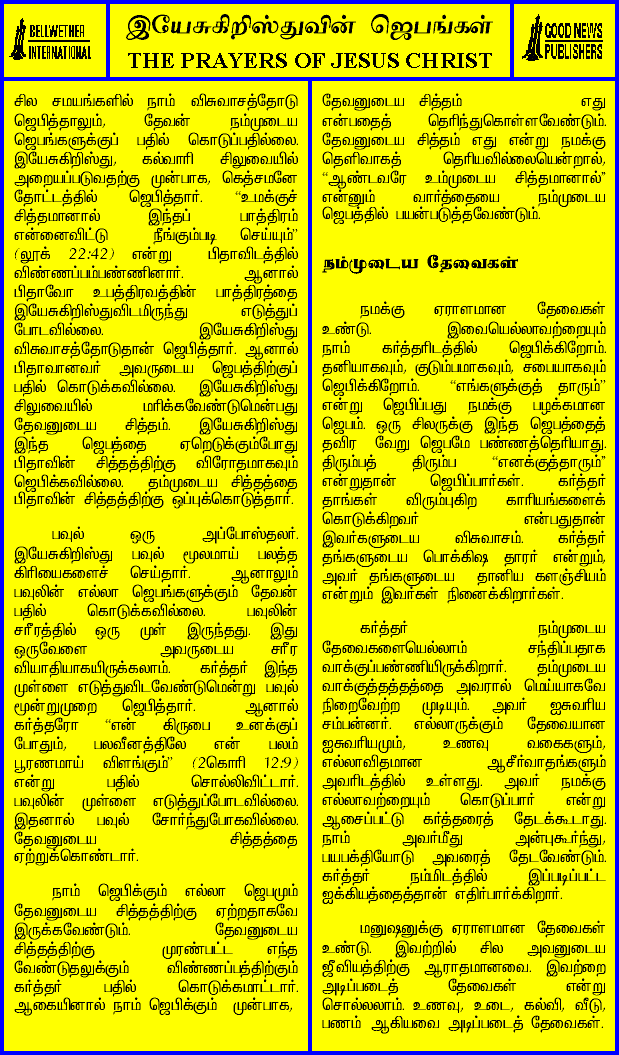 BELLWETHER
INTERNATIONAL
இயேசுகிறிஸ்துவின் ஜெபங்கள்
THE PRAYERS OF JESUS CHRIST
GOOD NEWS
PUBLISHERS
சில சமயங்களில் நாம் விசுவாசத்தோடு
ஜெபித்தாலும், தேவன் நம்முடைய
ஜெபங்களுக்குப் பதில் கொடுப்பதில்லை.
இயேசுகிறிஸ்து, கல்வாரி சிலுவையில்
அறையப்படுவதற்கு முன்பாக, கெத்சமனே
தோட்டத்தில் ஜெபித்தார். “உமக்குச்
சித்தமானால் இந்தப் பாத்திரம்
என்னைவிட்டு நீங்கும்படி செய்யும்”
(லூக் 22:42) என்று பிதாவிடத்தில்
விண்ணப்பம்பண்ணினார். ஆனால்
பிதாவோ உபத்திரவத்தின் பாத்திரத்தை
இயேசுகிறிஸ்துவிடமிருந்து எடுத்துப்
போடவில்லை. இயேசுகிறிஸ்து
விசுவாசத்தோடுதான் ஜெபித்தார். ஆனால்
பிதாவானவர் அவருடைய ஜெபத்திற்குப்
பதில் கொடுக்கவில்லை. இயேசுகிறிஸ்து
சிலுவையில் மரிக்கவேண்டுமென்பது
தேவனுடைய சித்தம். இயேசுகிறிஸ்து
இந்த ஜெபத்தை ஏறெடுக்கும்போது
பிதாவின் சித்தத்திற்கு விரோதமாகவும்
ஜெபிக்கவில்லை. தம்முடைய சித்தத்தை
பிதாவின் சித்தத்திற்கு ஒப்புக்கொடுத்தார்.
பவுல் ஒரு அப்போஸ்தலர்.
இயேசுகிறிஸ்து பவுல் மூலமாய் பலத்த
கிரியைகளைச் செய்தார். ஆனாலும்
பவுலின் எல்லா ஜெபங்களுக்கும் தேவன்
பதில் கொடுக்கவில்லை. பவுலின்
சரீரத்தில் ஒரு முள் இருந்தது. இது
ஒருவேளை அவருடைய சரீர
வியாதியாகயிருக்கலாம். கர்த்தர் இந்த
முள்ளை எடுத்துவிடவேண்டுமென்று பவுல்
மூன்றுமுறை ஜெபித்தார். ஆனால்
கர்த்தரோ “என் கிருபை உனக்குப்
போதும், பலவீனத்திலே என் பலம்
பூரணமாய் விளங்கும்” (2கொரி 12:9)
என்று பதில் சொல்லிவிட்டார்.
பவுலின் முள்ளை எடுத்துப்போடவில்லை.
இதனால் பவுல் சோர்ந்துபோகவில்லை.
தேவனுடைய சித்தத்தை
ஏற்றுக்கொண்டார்.
நாம் ஜெபிக்கும் எல்லா ஜெபமும்
தேவனுடைய சித்தத்திற்கு ஏற்றதாகவே
இருக்கவேண்டும். தேவனுடைய
சித்தத்திற்கு முரண்பட்ட எந்த
வேண்டுதலுக்கும் விண்ணப்பத்திற்கும்
கர்த்தர் பதில் கொடுக்கமாட்டார்.
ஆகையினால் நாம் ஜெபிக்கும் முன்பாக,
தேவனுடைய சித்தம் எது
என்பதைத் தெரிந்துகொள்ளவேண்டும்.
தேவனுடைய சித்தம் எது என்று நமக்கு
தெளிவாகத் தெரியவில்லையென்றால்,
“ஆண்டவரே உம்முடைய சித்தமானால்”
என்னும் வார்த்தையை நம்முடைய
ஜெபத்தில் பயன்படுத்தவேண்டும்.
நம்முடைய தேவைகள்
நமக்கு ஏராளமான தேவைகள்
உண்டு. இவையெல்லாவற்றையும்
நாம் கர்த்தரிடத்தில் ஜெபிக்கிறோம்.
தனியாகவும், குடும்பமாகவும், சபையாகவும்
ஜெபிக்கிறோம். “எங்களுக்குத் தாரும்”
என்று ஜெபிப்பது நமக்கு பழக்கமான
ஜெபம். ஒரு சிலருக்கு இந்த ஜெபத்தைத்
தவிர வேறு ஜெபமே பண்ணத்தெரியாது.
திரும்பத் திரும்ப “எனக்குத்தாரும்”
என்றுதான் ஜெபிப்பார்கள். கர்த்தர்
தாங்கள் விரும்புகிற காரியங்களைக்
கொடுக்கிறவர் என்பதுதான்
இவர்களுடைய விசுவாசம். கர்த்தர்
தங்களுடைய பொக்கிஷ தாரர் என்றும்,
அவர் தங்களுடைய தானிய களஞ்சியம்
என்றும் இவர்கள் நினைக்கிறார்கள்.
கர்த்தர் நம்முடைய
தேவைகளையெல்லாம் சந்திப்பதாக
வாக்குப்பண்ணியிருக்கிறார். தம்முடைய
வாக்குத்தத்தத்தை அவரால் மெய்யாகவே
நிறைவேற்ற முடியும். அவர் ஐசுவரிய
சம்பன்னர். எல்லாருக்கும் தேவையான
ஐசுவரியமும், உணவு வகைகளும்,
எல்லாவிதமான ஆசீர்வாதங்களும்
அவரிடத்தில் உள்ளது. அவர் நமக்கு
எல்லாவற்றையும் கொடுப்பார் என்று
ஆசைப்பட்டு கர்த்தரைத் தேடக்கூடாது.
நாம் அவர்மீது அன்புகூர்ந்து,
பயபக்தியோடு அவரைத் தேடவேண்டும்.
கர்த்தர் நம்மிடத்தில் இப்படிப்பட்ட
ஐக்கியத்தைத்தான் எதிர்பார்க்கிறார்.
மனுஷனுக்கு ஏராளமான தேவைகள்
உண்டு. இவற்றில் சில அவனுடைய
ஜீவியத்திற்கு ஆராதமானவை. இவற்றை
அடிப்படைத் தேவைகள் என்று
சொல்லலாம். உணவு, உடை, கல்வி, வீடு,
பணம் ஆகியவை அடிப்படைத் தேவைகள்.